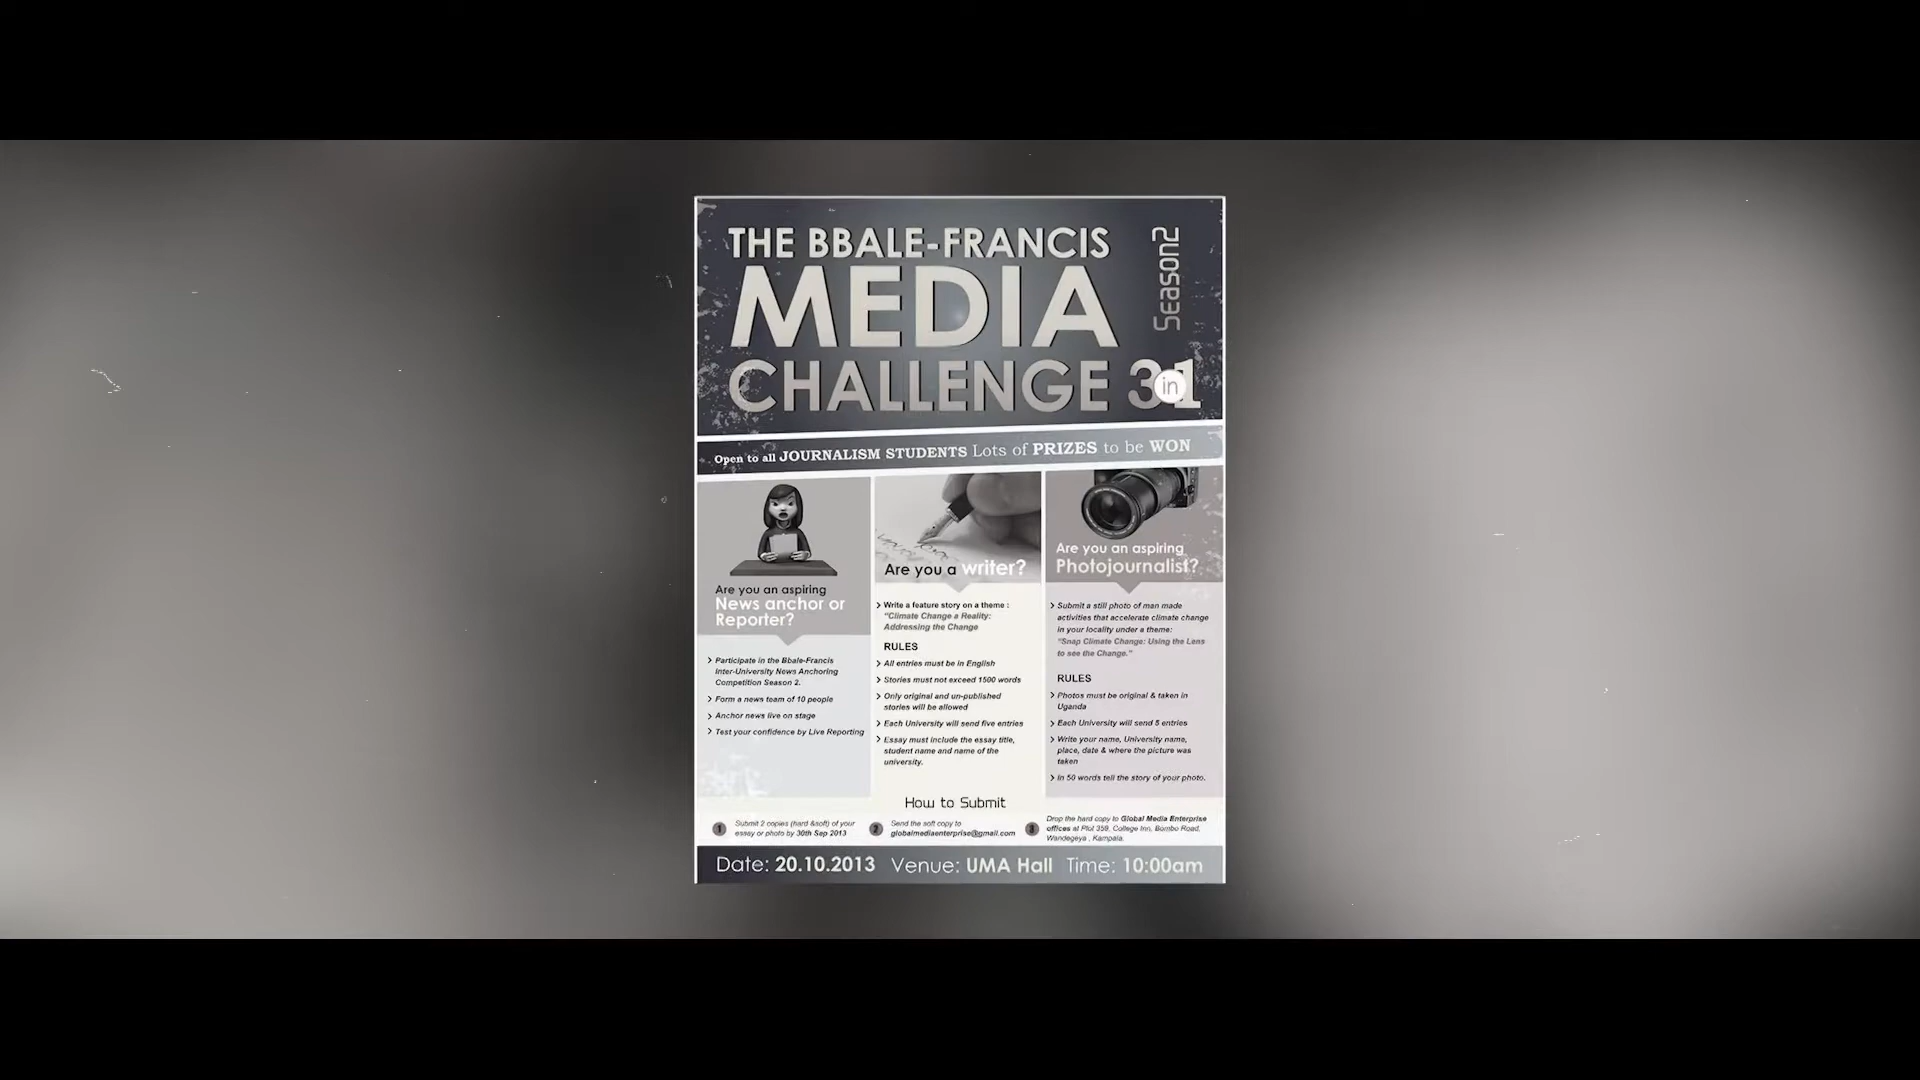 THE BBALE-FRANCIS
MEDIA
CHALLENGE 3in1
Season2
Open to all JOURNALISM STUDENTS Lots of PRIZES to be WON
Are you an aspiring
News anchor or
Reporter?
> Participate in the Bbale-Francis
Inter-University News Anchoring
Competition Season 2.
> Form a news team of 10 people
> Anchor news live on stage
> Test your confidence by Live Reporting
Are you a writer?
> Write a feature story on a theme :
"Climate Change a Reality:
Addressing the Change
RULES
> All entries must be in English
> Stories must not exceed 1500 words
> Only original and un-published
stories will be allowed
> Each University will send five entries
> Essay must include the essay title,
student name and name of the
university.
Are you an aspiring
Photojournalist?
> Submit a still photo of man made
activities that accelerate climate change
in your locality under a theme:
"Snap Climate Change: Using the Lens
to see the Change."
RULES
> Photos must be original & taken in
Uganda
> Each University will send 5 entries
> Write your name, University name,
place, date & where the picture was
taken
> In 50 words tell the story of your photo.
How to Submit
1 Submit 2 copies (hard &soft) of your
essay or photo by 30th Sep 2013
2 Send the soft copy to
globalmediaenterprise@gmail.com
3 Drop the hard copy to Global Media Enterprise
offices at Plot 359, College Inn, Bombo Road,
Wandegeya , Kampala.
Date: 20.10.2013 Venue: UMA Hall Time: 10:00am